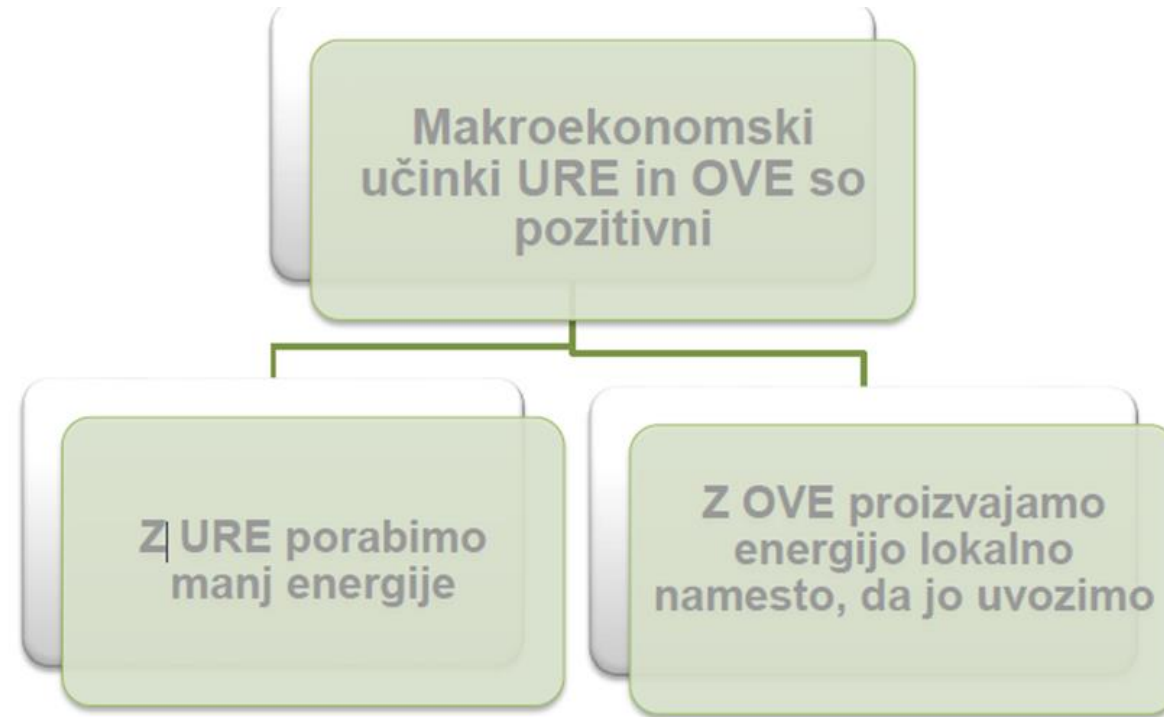 Makroekonomski
učinki URE in OVE so
pozitivni
Z URE porabimo
manj energije
Z OVE proizvajamo
energijo lokalno
namesto, da jo uvozimo